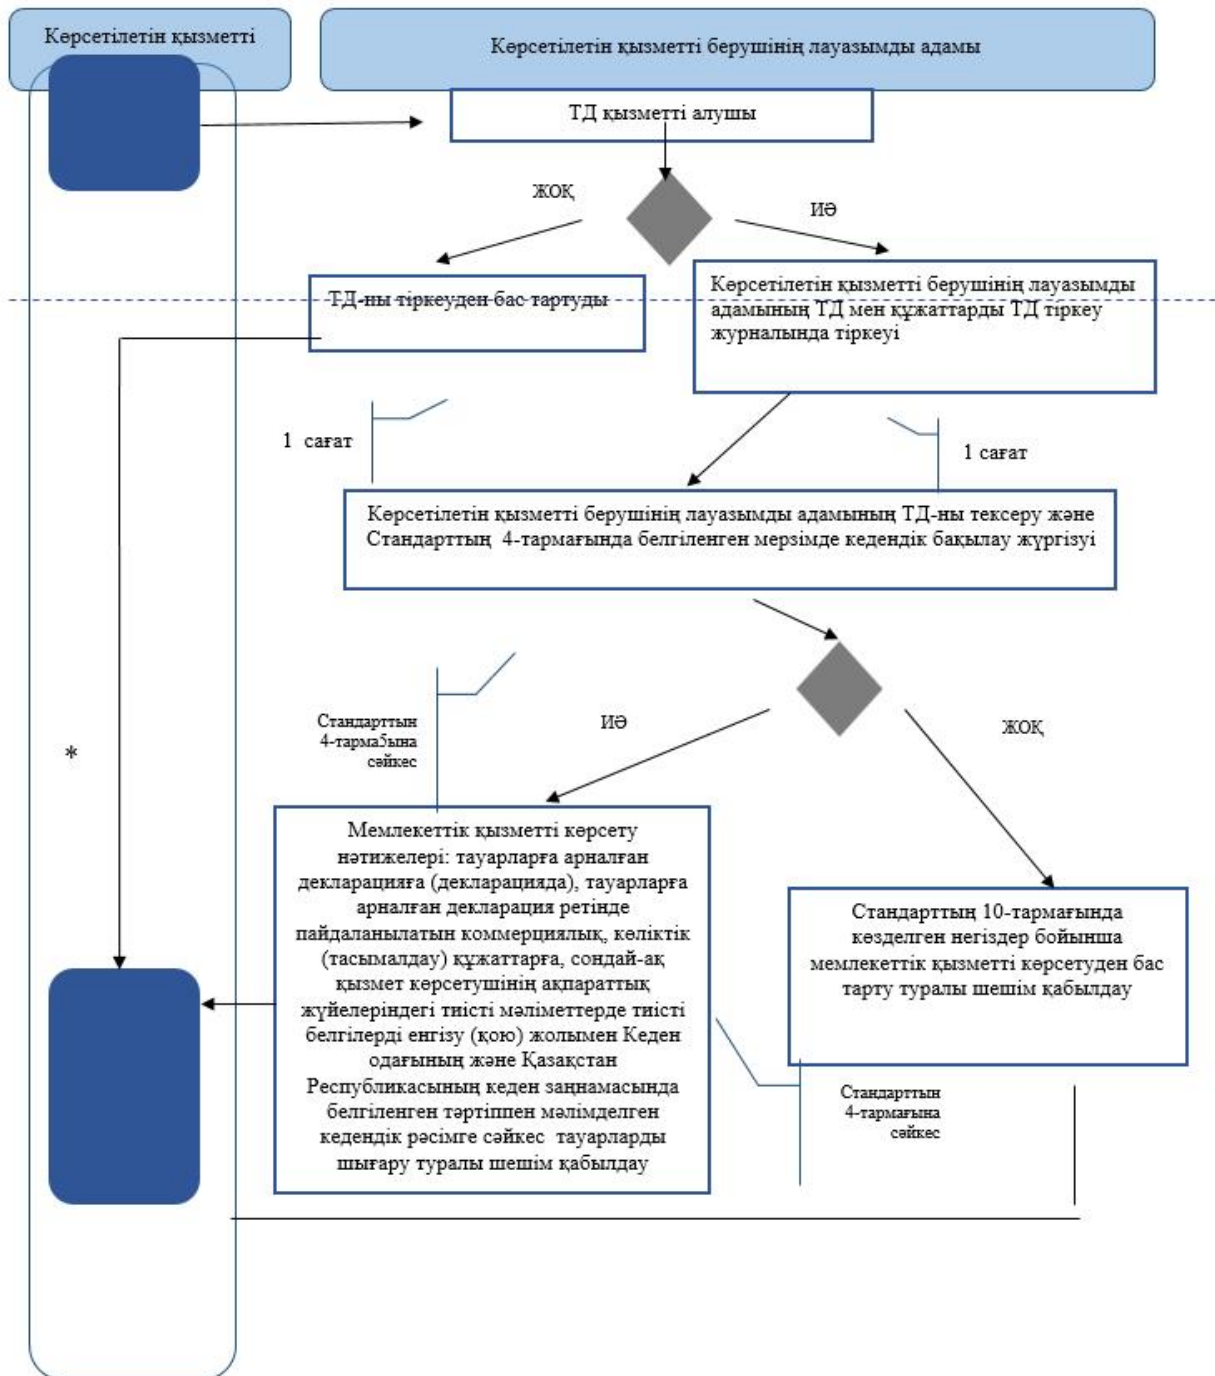 Көрсетілетін қызметті
Көрсетілетін қызметті берушінің лауазымды адамы
ТД қызметті алушы
ЖОҚ
ИӘ
ТД-ны тіркеуден бас тартуды
Көрсетілетін қызметті берушінің лауазымды
адамының ТД мен құжаттарды ТД тіркеу
журналында тіркеуі
1 сағат
1 сағат
Көрсетілетін қызметті берушінің лауазымды адамының ТД-ны тексеру және
Стандарттың 4-тармағында белгіленген мерзімде кедендік бақылау жүргізуі
Стандарттын
4-тарма5ына
сәйкес
ИӘ
ЖОҚ
*
Мемлекеттік қызметті көрсету
нәтижелері: тауарларға арналған
декларацияға (декларацияда), тауарларға
арналған декларация ретінде
пайдаланылатын коммерциялық, көліктік
(тасымалдау) құжаттарға, сондай-ақ
қызмет көрсетушінің ақпараттық
жүйелеріндегі тиісті мәліметтерде тиісті
белгілерді енгізу (қою) жолымен Кеден
одағының және Қазақстан
Республикасының кеден заңнамасында
белгіленген тәртіппен мәлімделген
кедендік рәсімге сәйкес тауарларды
шығару туралы шешім қабылдау
Стандарттың 10-тармағында
көзделген негіздер бойынша
мемлекеттік қызметті көрсетуден бас
тарту туралы шешім қабылдау
Стандарттын
4-тармағына
сәйкес